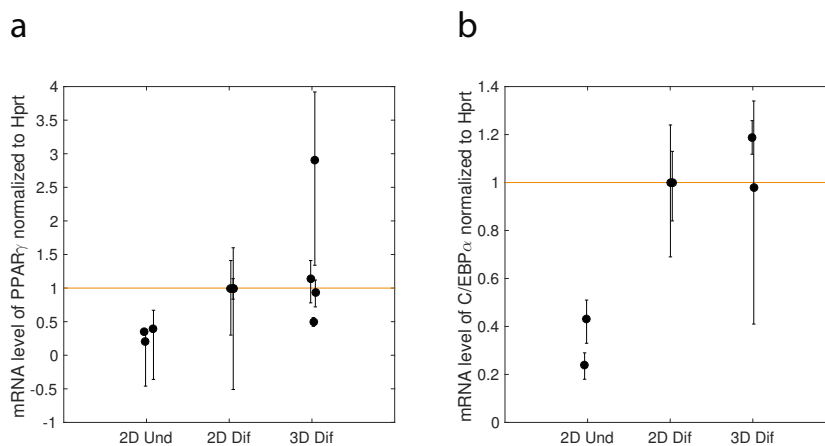 a
b
mRNA level of PPARγ normalized to Hprt
4
3.5
3
2.5
2
1.5
1
0.5
0
-0.5
-1
2D Und
2D Dif
3D Dif
mRNA level of C/EBPα normalized to Hprt
1.4
1.2
1
0.8
0.6
0.4
0.2
0
2D Und
2D Dif
3D Dif